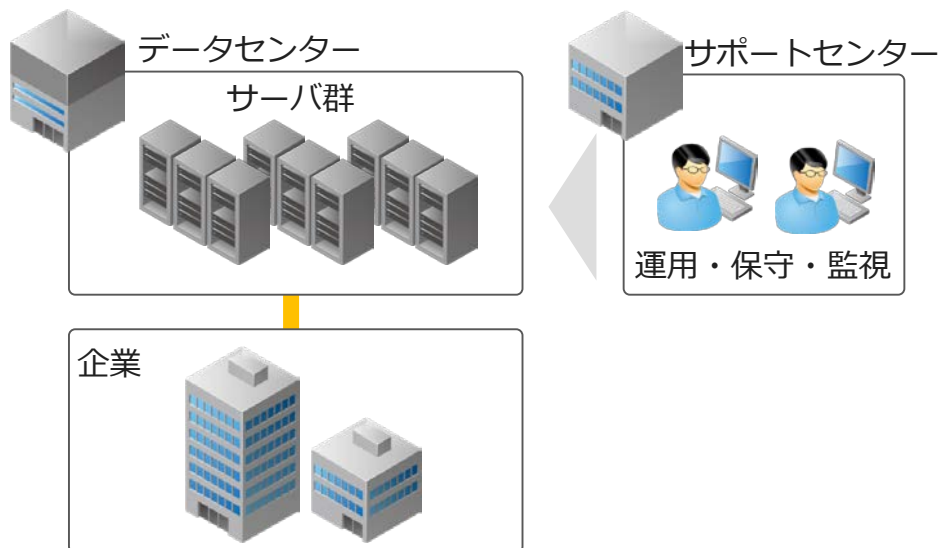 データセンター
サポートセンター
サーバ群
運用・保守・監視
企業